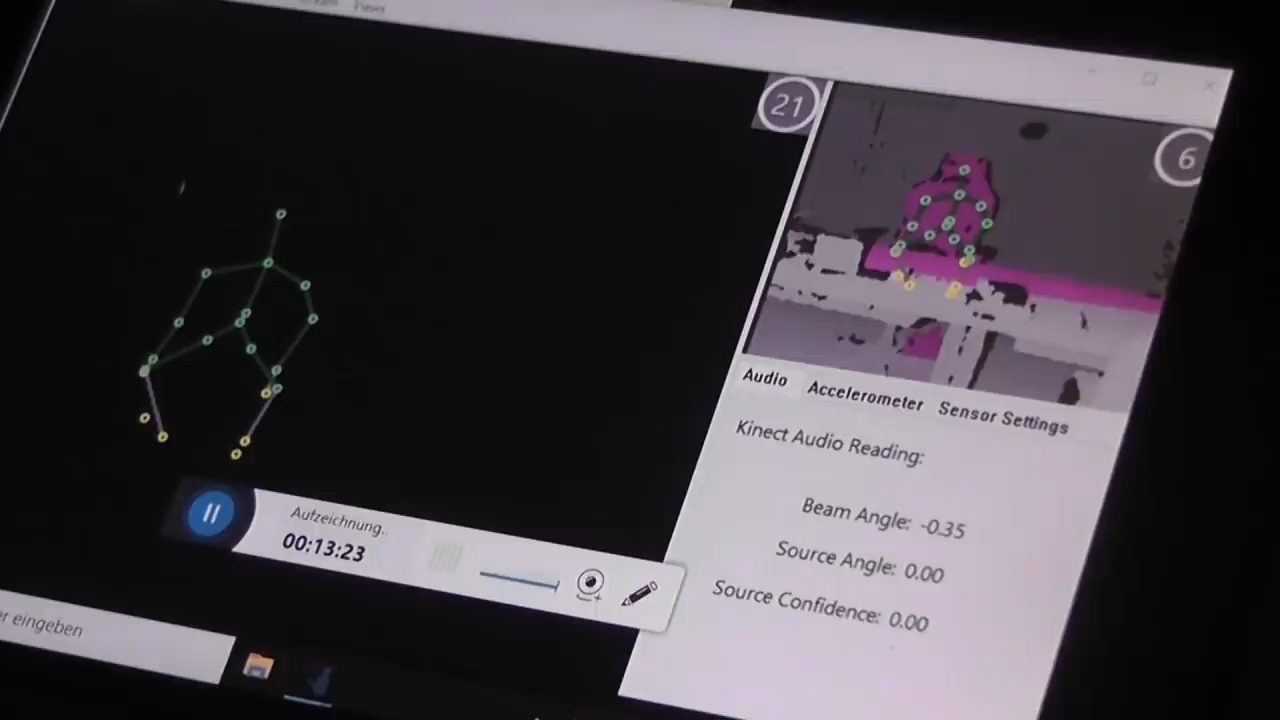 21
6
Audio Accelerometer Sensor Settings
Kinect Audio Reading:
Beam Angle: -0.35
Source Angle: 0.00
Source Confidence: 0.00
Aufzeichnung..
00:13:23
eingeben